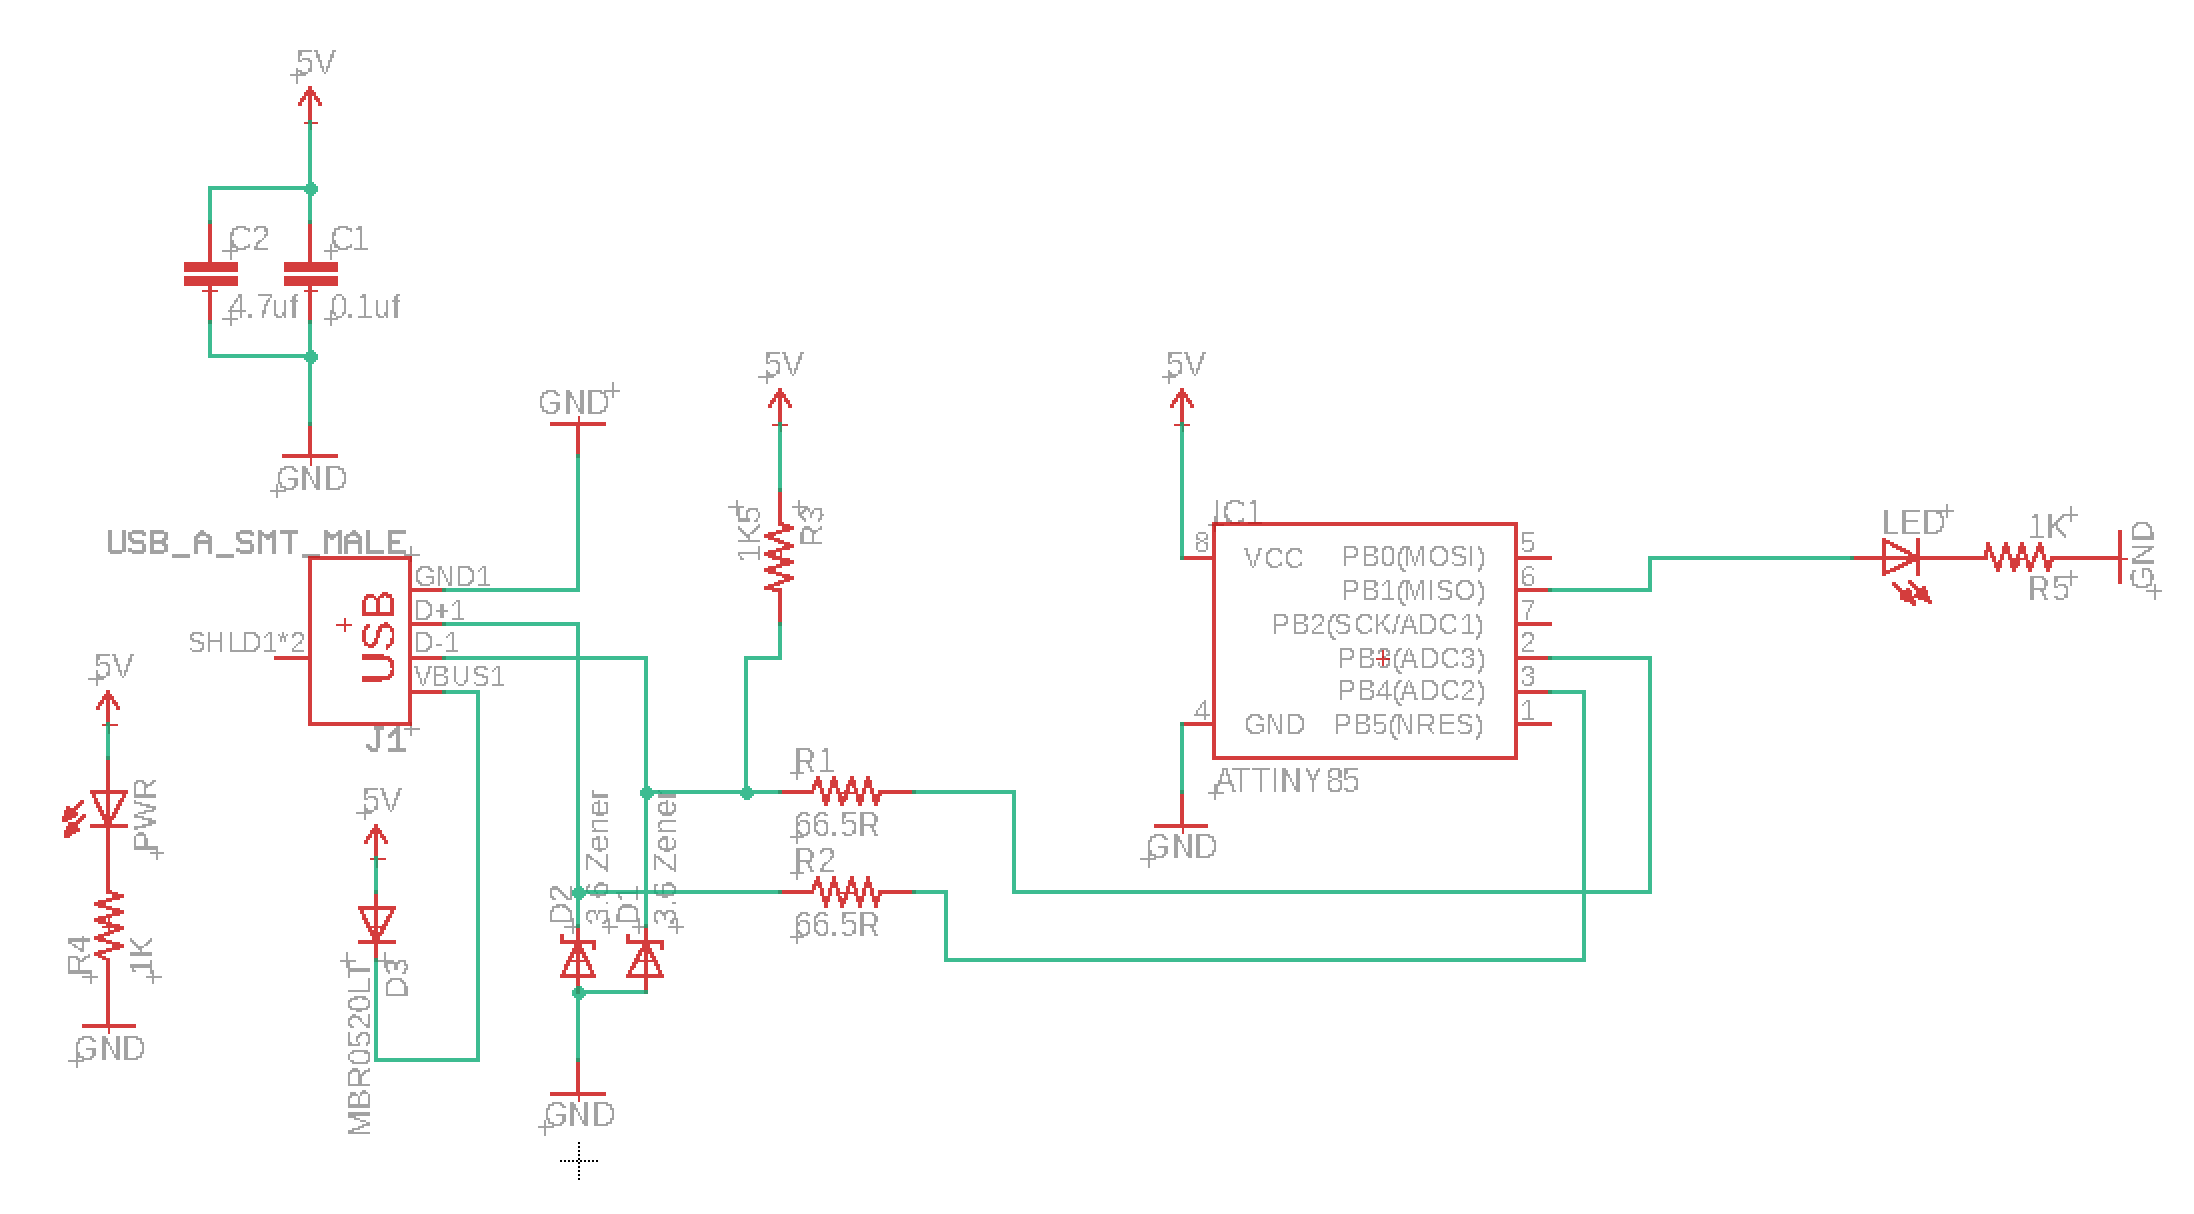 5V
C2
C1
4.7uf
0.1uf
GND
GND
5V
1K5
R3
5V
USB_A_SMT_MALE
USB
GND1
D+1
D-1
VBUS1
SHLD1*2
J1
5V
PWR
R4
1K
GND
5V
MBR0520LT
D3
D2
3.6 Zener
D1
3.6 Zener
GND
R1
66.5R
R2
66.5R
IC1
8
VCC
4
GND
PB0(MOSI)
5
PB1(MISO)
6
PB2(SCK/ADC1)
7
PB3(ADC3)
2
PB4(ADC2)
3
PB5(NRES)
1
ATTINY85
GND
LED
1K
R5
GND